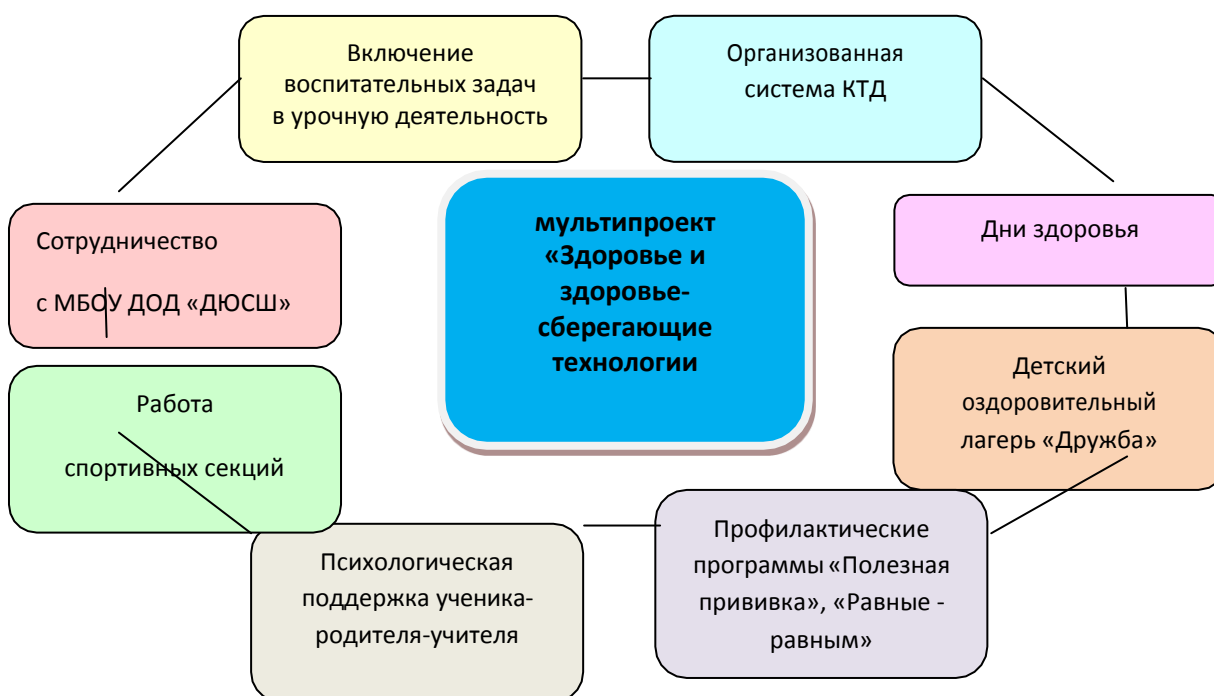 Включение
воспитательных задач
в урочную деятельность
Организованная
система КТД
Сотрудничество
с МБОУ ДОД «ДЮСШ»
мультипроект
«Здоровье и
здоровье-
сберегающие
технологии
Дни здоровья
Работа
спортивных секций
Детский
оздоровительный
лагерь «Дружба»
Психологическая
поддержка ученика-
родителя-учителя
Профилактические
программы «Полезная
прививка», «Равные -
равным»